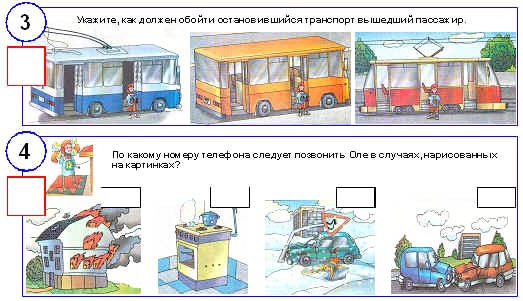 3
Укажите, как должен обойти остановившийся транспорт вышедший пассажир.
4
По какому номеру телефона следует позвонить Оле в случаях, нарисованных
на картинках?